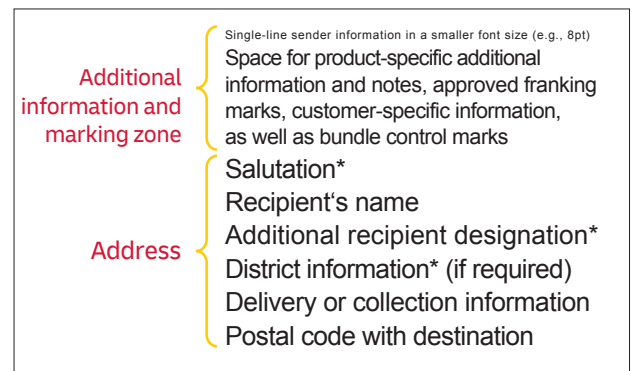 Single-line sender information in a smaller font size (e.g., 8pt)
Additional
information and
marking zone
Space for product-specific additional
information and notes, approved franking
marks, customer-specific information,
as well as bundle control marks
Address
Salutation*
Recipient‘s name
Additional recipient designation*
District information* (if required)
Delivery or collection information
Postal code with destination